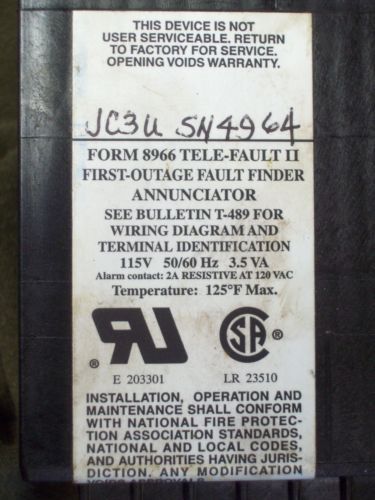 THIS DEVICE IS NOT
USER SERVICEABLE. RETURN
TO FACTORY FOR SERVICE.
OPENING VOIDS WARRANTY.
JC3U SN4964
FORM 8966 TELE-FAULT II
FIRST-OUTAGE FAULT FINDER
ANNUNCIATOR
SEE BULLETIN T-489 FOR
WIRING DIAGRAM AND
TERMINAL IDENTIFICATION
115V 50/60 Hz 3.5 VA
Alarm contact: 2A RESISTIVE AT 120 VAC
Temperature: 125°F Max.
RU ® SA ®
E 203301 LR 23510
INSTALLATION, OPERATION AND
MAINTENANCE SHALL CONFORM
WITH NATIONAL FIRE PROTEC-
TION ASSOCIATION STANDARDS,
NATIONAL AND LOCAL CODES,
AND AUTHORITIES HAVING JURIS-
DICTION. ANY MODIFICATION